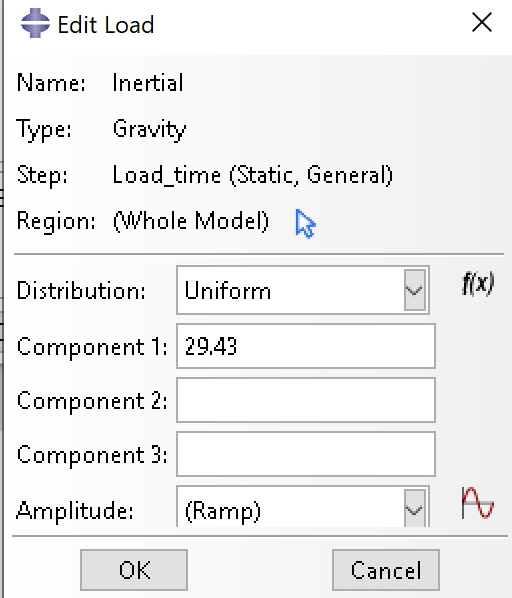 Edit Load
Name: Inertial
Type: Gravity
Step: Load_time (Static, General)
Region: (Whole Model)
Distribution: Uniform f(x)
Component 1: 29.43
Component 2:
Component 3:
Amplitude: (Ramp)
OK Cancel